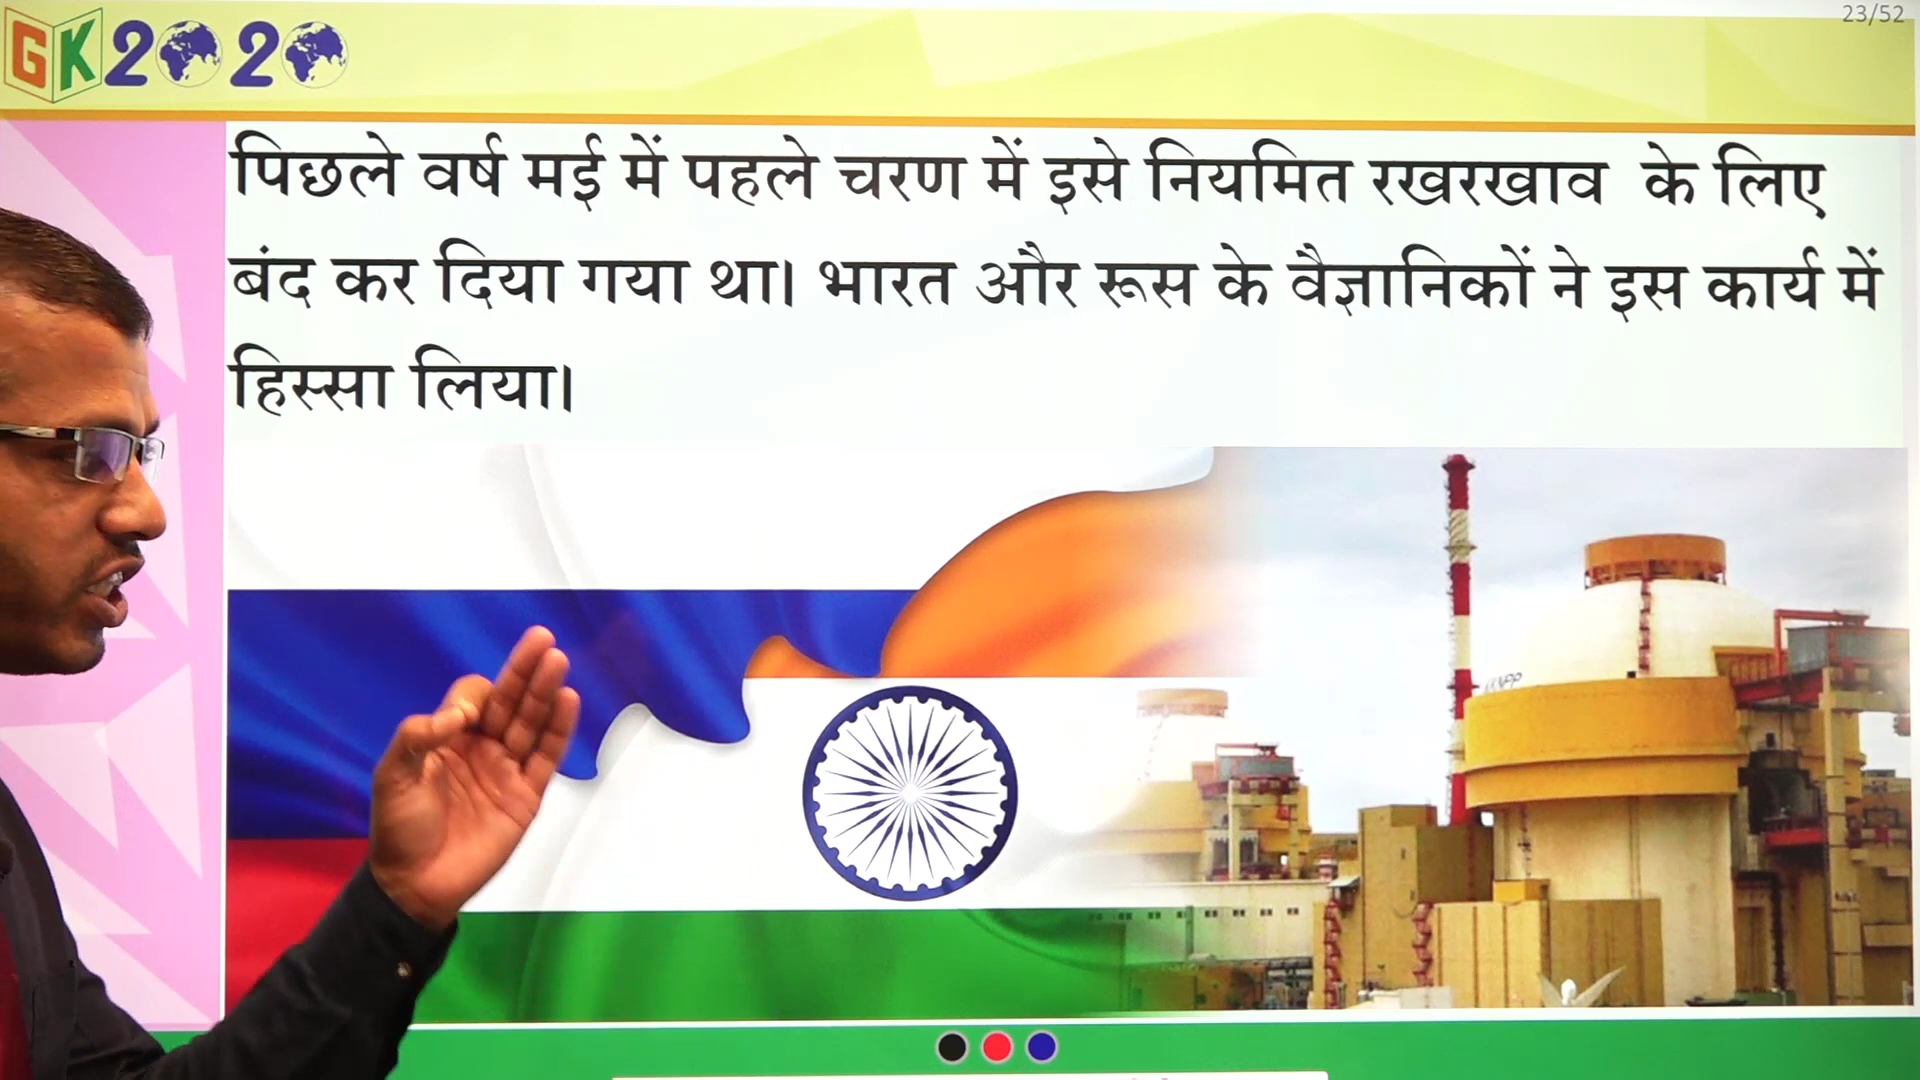 GK2020
23/52
पिछले वर्ष मई में पहले चरण में इसे नियमित रखरखाव के लिए
बंद कर दिया गया था। भारत और रूस के वैज्ञानिकों ने इस कार्य में
हिस्सा लिया।